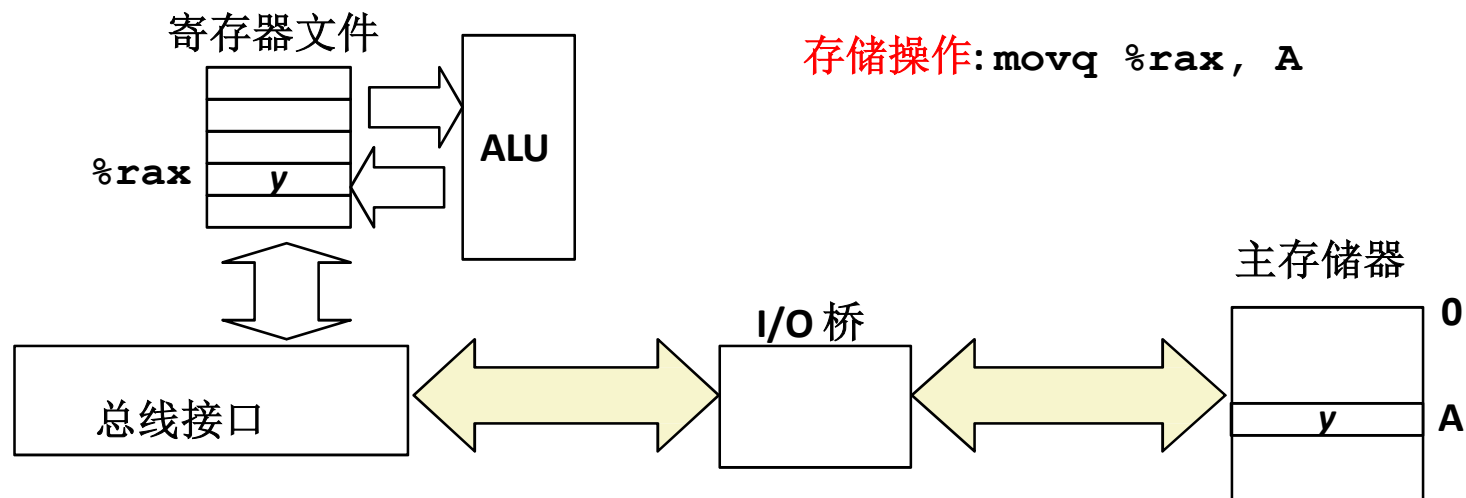 寄存器文件
存储操作: movq %rax, A
ALU
%rax
y
主存储器
I/O 桥
0
总线接口
y
A